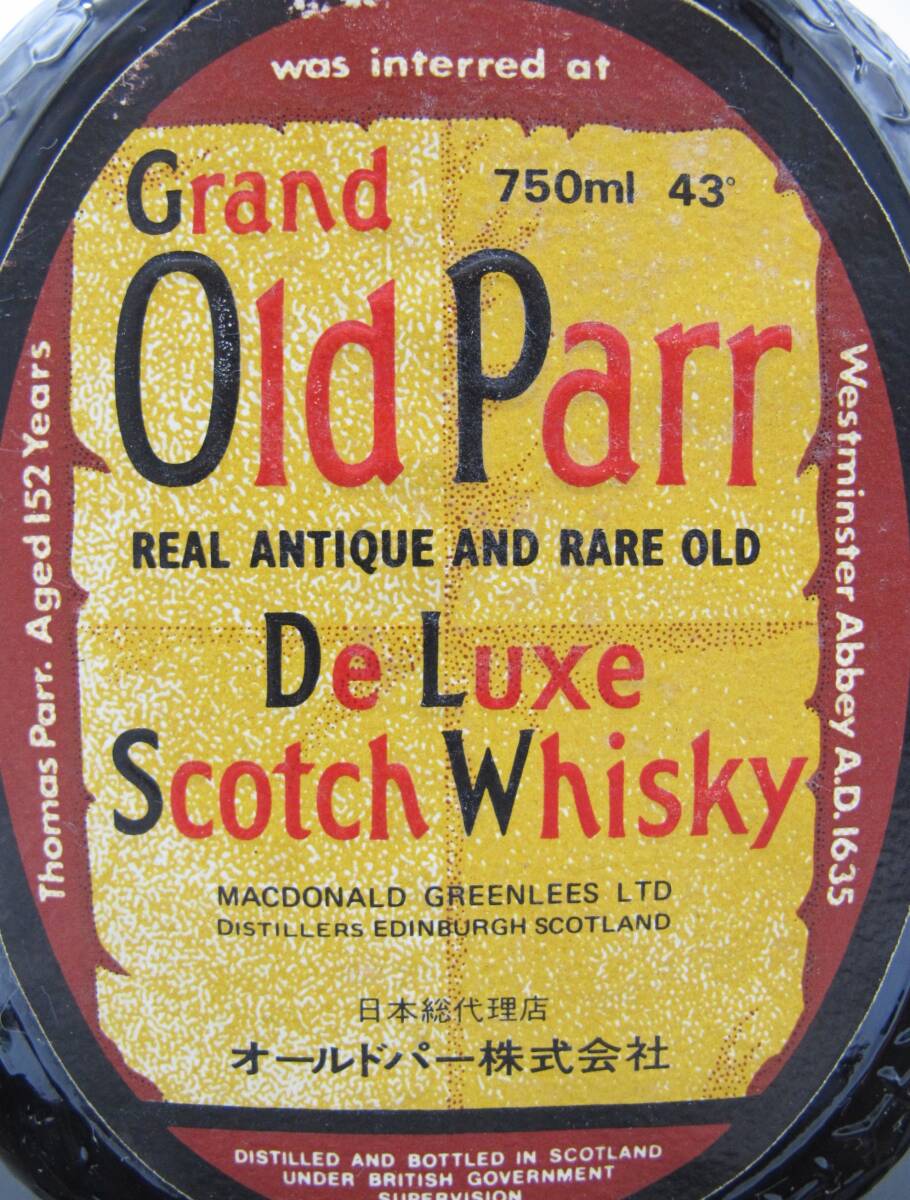 Thomas Parr. Aged 152 Years
was interred at
Westminster Abbey A.D. 1635
Grand
750ml 43°
Old Parr
REAL ANTIQUE AND RARE OLD
De Luxe
Scotch Whisky
MACDONALD GREENLEES LTD
DISTILLERS EDINBURGH SCOTLAND
日本総代理店
オールドパー株式会社
DISTILLED AND BOTTLED IN SCOTLAND
UNDER BRITISH GOVERNMENT
SUPERVISION